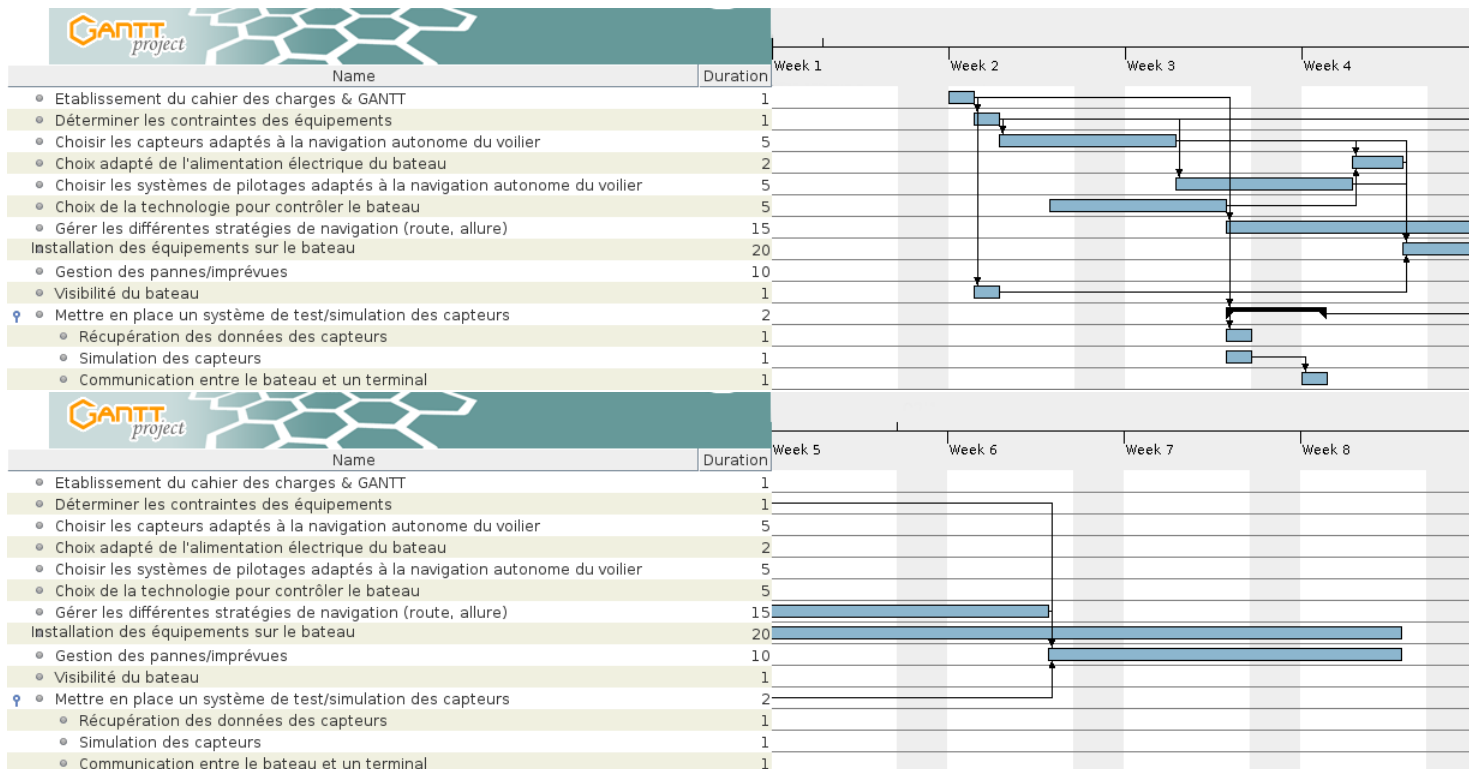 GANTT
project
Name
Duration
Week 1
Week 2
Week 3
Week 4
Etablissement du cahier des charges & GANTT 1
Déterminer les contraintes des équipements 1
Choisir les capteurs adaptés à la navigation autonome du voilier 5
Choix adapté de l'alimentation électrique du bateau 2
Choisir les systèmes de pilotages adaptés à la navigation autonome du voilier 5
Choix de la technologie pour contrôler le bateau 5
Gérer les différentes stratégies de navigation (route, allure) 15
Installation des équipements sur le bateau 20
Gestion des pannes/imprévues 10
Visibilité du bateau 1
Mettre en place un système de test/simulation des capteurs 2
Récupération des données des capteurs 1
Simulation des capteurs 1
Communication entre le bateau et un terminal 1
GANTT
project
Name
Duration
Week 5
Week 6
Week 7
Week 8
Etablissement du cahier des charges & GANTT 1
Déterminer les contraintes des équipements 1
Choisir les capteurs adaptés à la navigation autonome du voilier 5
Choix adapté de l'alimentation électrique du bateau 2
Choisir les systèmes de pilotages adaptés à la navigation autonome du voilier 5
Choix de la technologie pour contrôler le bateau 5
Gérer les différentes stratégies de navigation (route, allure) 15
Installation des équipements sur le bateau 20
Gestion des pannes/imprévues 10
Visibilité du bateau 1
Mettre en place un système de test/simulation des capteurs 2
Récupération des données des capteurs 1
Simulation des capteurs 1
Communication entre le bateau et un terminal 1